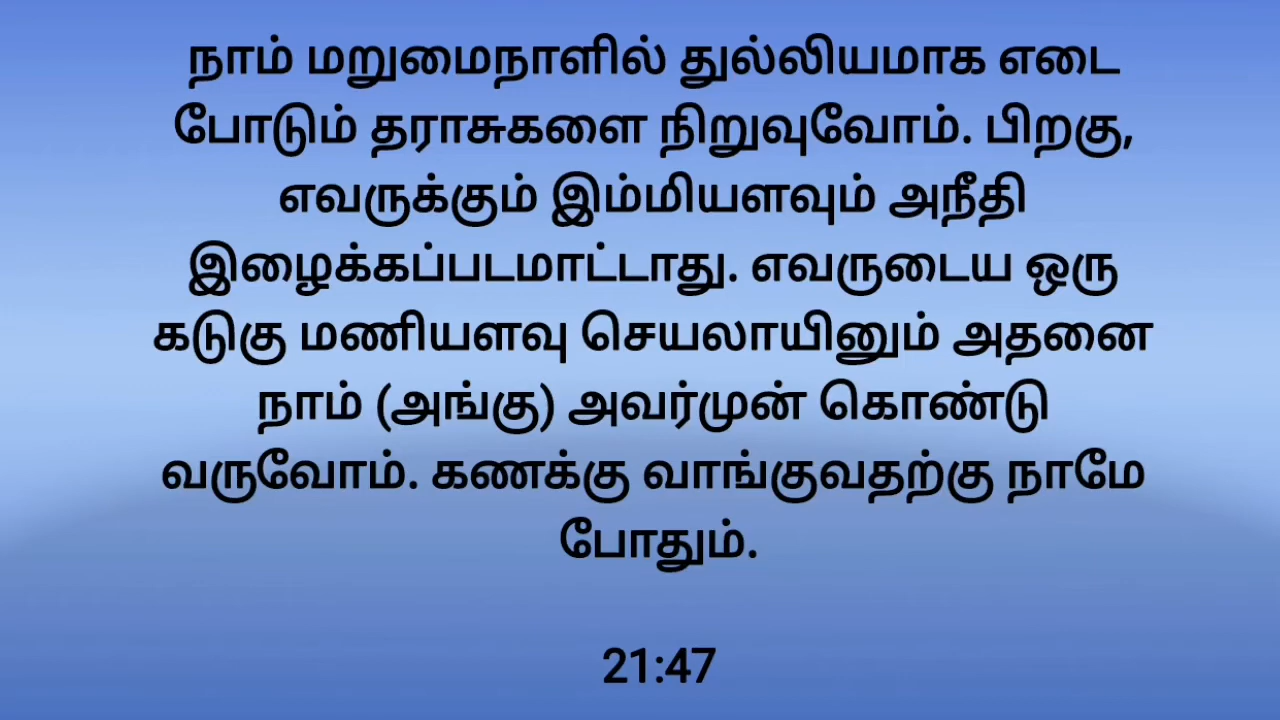 நாம் மறுமைநாளில் துல்லியமாக எடை
போடும் தராசுகளை நிறுவுவோம். பிறகு,
எவருக்கும் இம்மியளவும் அநீதி
இழைக்கப்படமாட்டாது. எவருடைய ஒரு
கடுகு மணியளவு செயலாயினும் அதனை
நாம் (அங்கு) அவர்முன் கொண்டு
வருவோம். கணக்கு வாங்குவதற்கு நாமே
போதும்.
21:47